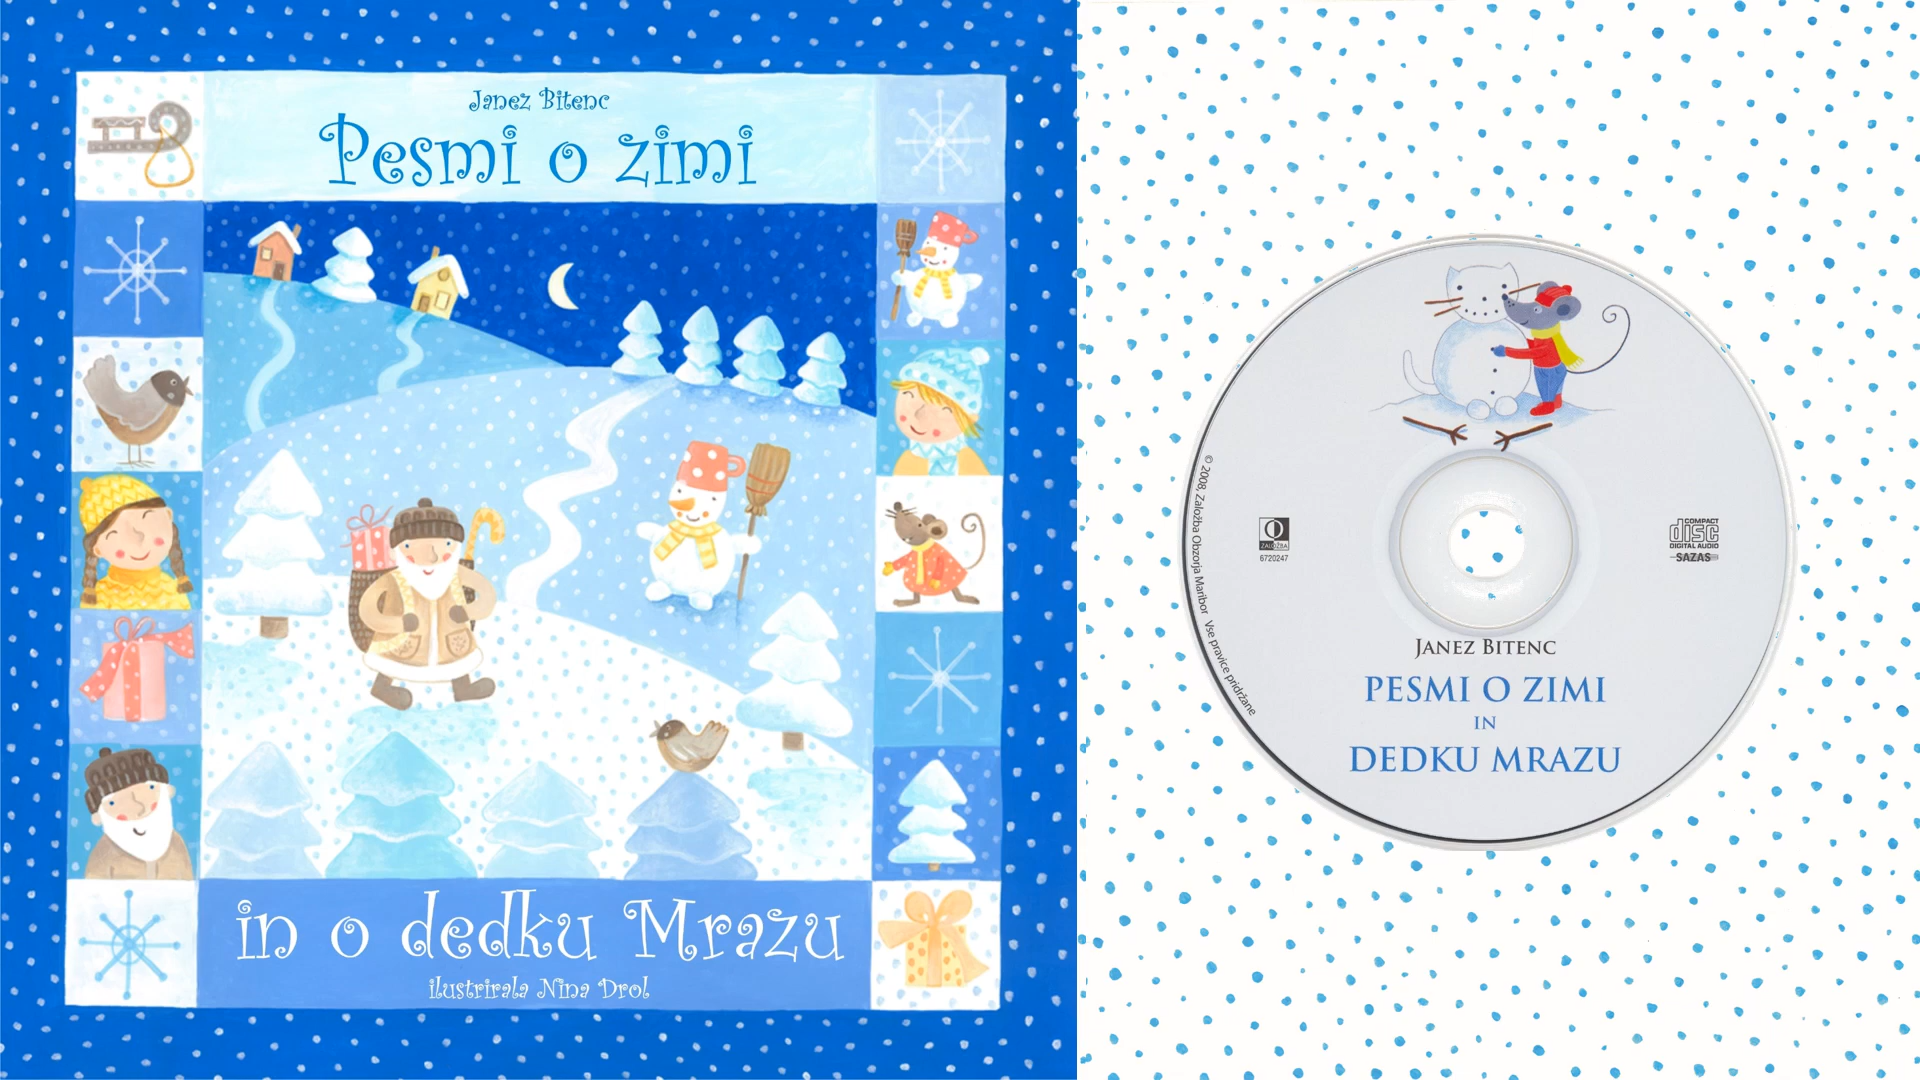 Janez Bitenc
Pesmi o zimi
in o dedku Mrazu
ilustrirala Nina Drol
© 2008, Založba Obzorja Maribor Vse pravice pridržane
ZALOŽBA
6720247
COMPACT
disc
DIGITAL AUDIO
SAZAS
JANEZ BITENC
PESMI O ZIMI
IN
DEDKU MRAZU